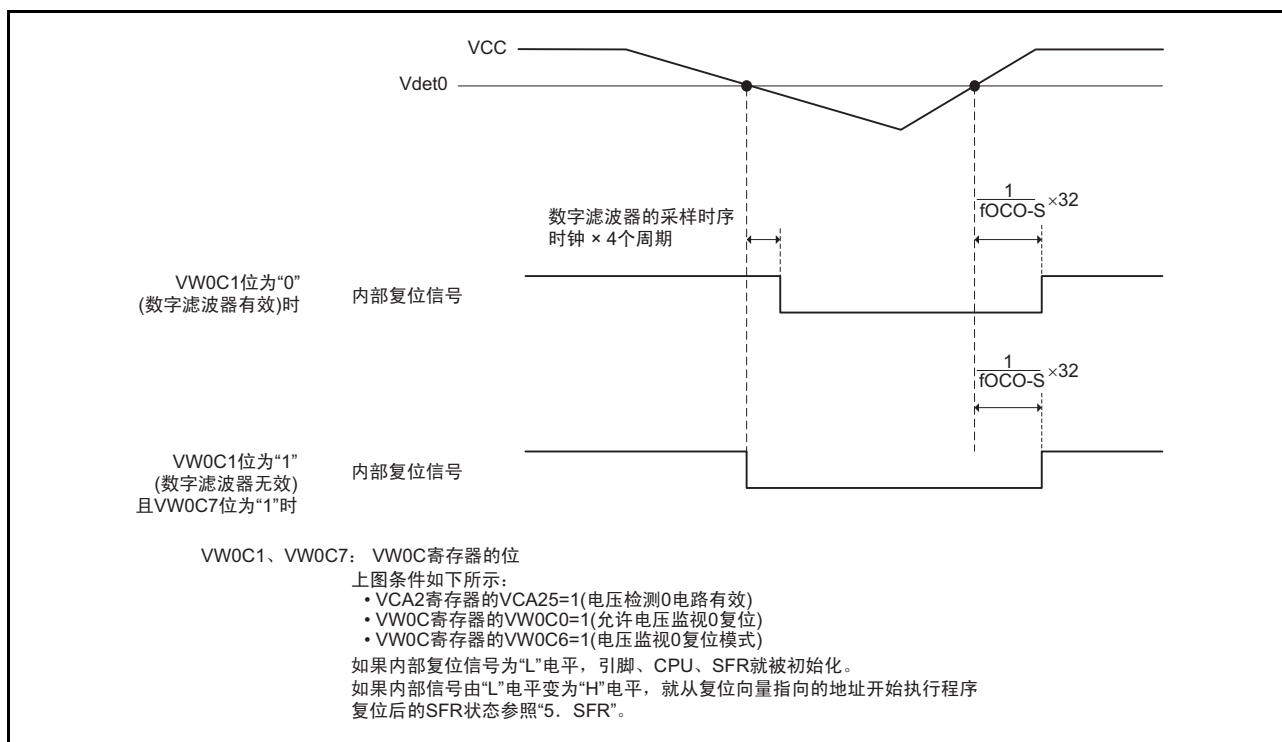 VCC
Vdet0
1
fOCO-S ×32
数字滤波器的采样时序
时钟 × 4个周期
VW0C1位为“0”
(数字滤波器有效)时
内部复位信号
1
fOCO-S ×32
VW0C1位为“1”
(数字滤波器无效)
且VW0C7位为“1”时
内部复位信号
VW0C1、VW0C7： VW0C寄存器的位
上图条件如下所示：
• VCA2寄存器的VCA25=1(电压检测0电路有效)
• VW0C寄存器的VW0C0=1(允许电压监视0复位)
• VW0C寄存器的VW0C6=1(电压监视0复位模式)
如果内部复位信号为“L”电平，引脚、CPU、SFR就被初始化。
如果内部信号由“L”电平变为“H”电平，就从复位向量指向的地址开始执行程序
复位后的SFR状态参照“5．SFR”。